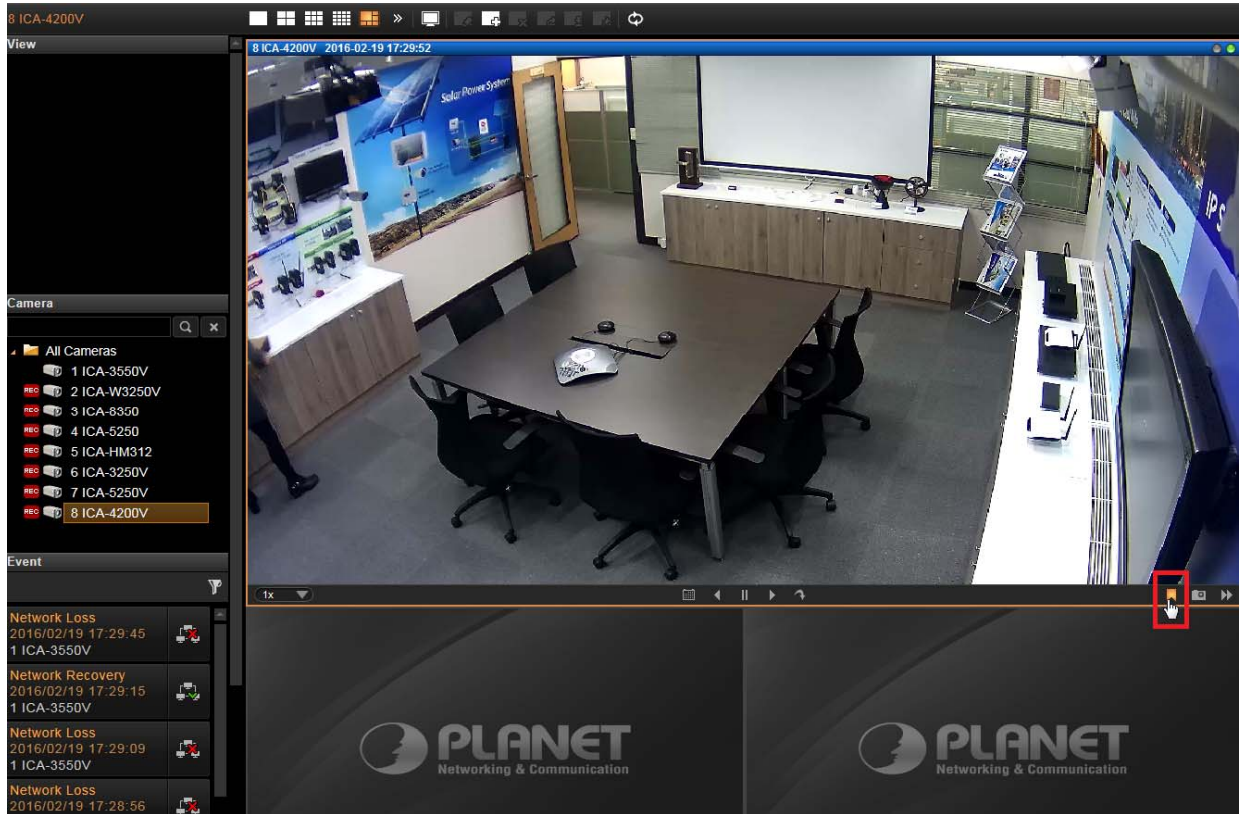 8 ICA-4200V
View
8 ICA-4200V 2016-02-19 17:29:52
Solar Power System
IP S
Camera
All Cameras
1 ICA-3550V
REC 2 ICA-W3250V
REC 3 ICA-8350
REC 4 ICA-5250
REC 5 ICA-HM312
REC 6 ICA-3250V
REC 7 ICA-5250V
REC 8 ICA-4200V
Event
1x
Network Loss
2016/02/19 17:29:45
1 ICA-3550V
Network Recovery
2016/02/19 17:29:15
1 ICA-3550V
Network Loss
2016/02/19 17:29:09
1 ICA-3550V
Network Loss
2016/02/19 17:28:56
PLANET
Networking & Communication
PLANET
Networking & Communication